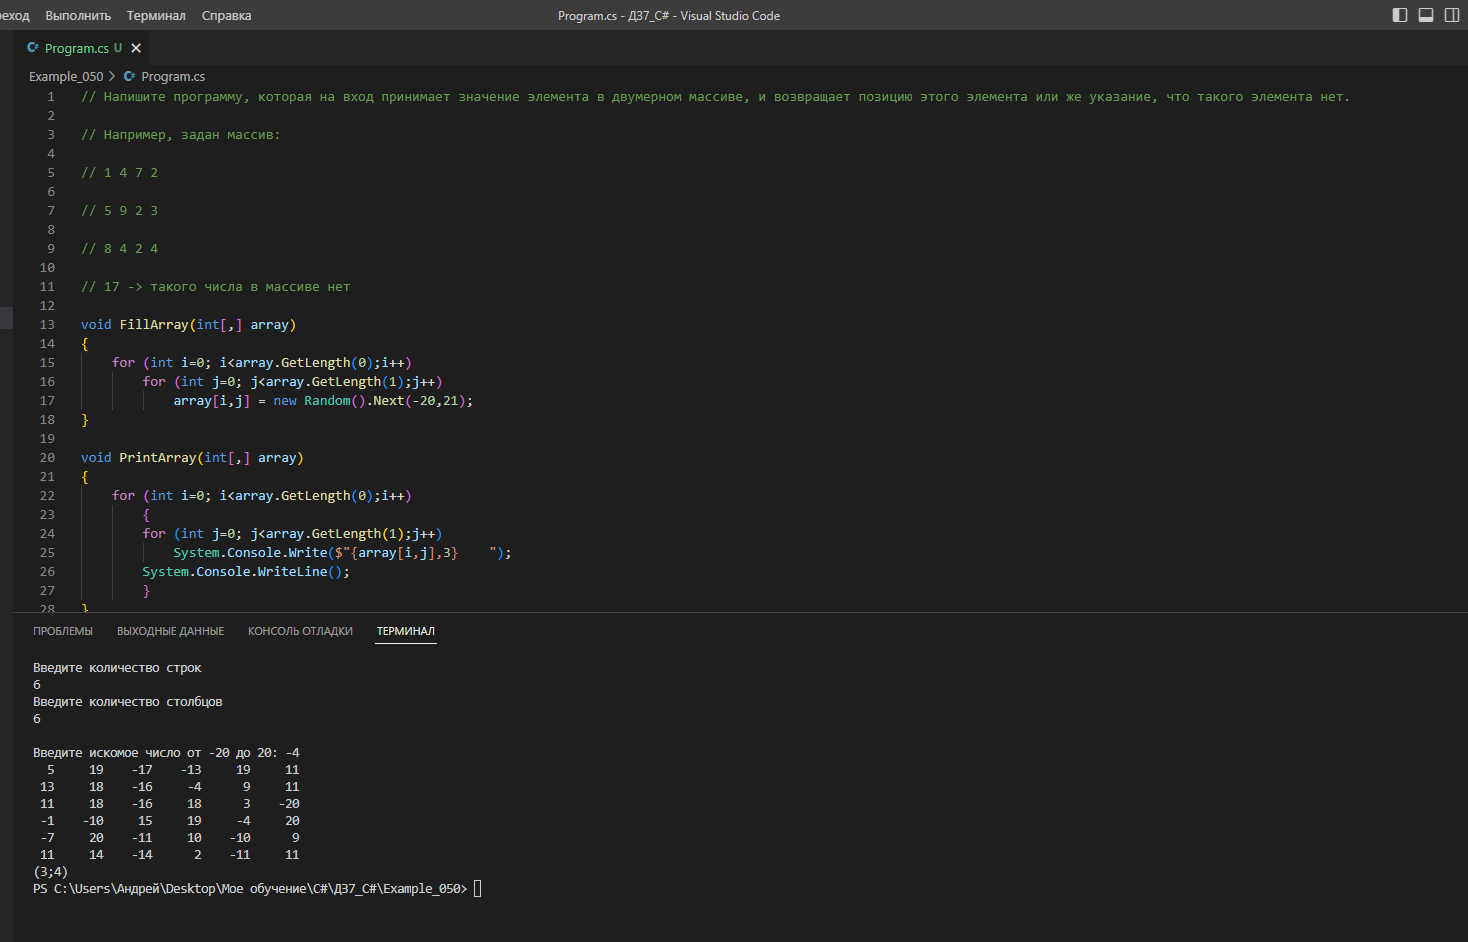 реход Выполнить Терминал Справка Program.cs - ДЗ7_C# - Visual Studio Code
Program.cs U
Example_050 > Program.cs
1 // Напишите программу, которая на вход принимает значение элемента в двумерном массиве, и возвращает позицию этого элемента или же указание, что такого элемента нет.
2
3 // Например, задан массив:
4
5 // 1 4 7 2
6
7 // 5 9 2 3
8
9 // 8 4 2 4
10
11 // 17 -> такого числа в массиве нет
12
13 void FillArray(int[,] array)
14 {
15 for (int i=0; i<array.GetLength(0);i++)
16 for (int j=0; j<array.GetLength(1);j++)
17 array[i,j] = new Random().Next(-20,21);
18 }
19
20 void PrintArray(int[,] array)
21 {
22 for (int i=0; i<array.GetLength(0);i++)
23 {
24 for (int j=0; j<array.GetLength(1);j++)
25 System.Console.Write($"{array[i,j],3}    ");
26 System.Console.WriteLine();
27 }
28 }
ПРОБЛЕМЫ ВЫХОДНЫЕ ДАННЫЕ КОНСОЛЬ ОТЛАДКИ ТЕРМИНАЛ
Введите количество строк
6
Введите количество столбцов
6
Введите искомое число от -20 до 20: -4
5 19 -17 -13 19 11
13 18 -16 -4 9 11
11 18 -16 18 3 -20
-1 -10 15 19 -4 20
-7 20 -11 10 -10 9
11 14 -14 2 -11 11
(3;4)
PS C:\Users\Андрей\Desktop\Мое обучение\C#\ДЗ7_C#\Example_050>